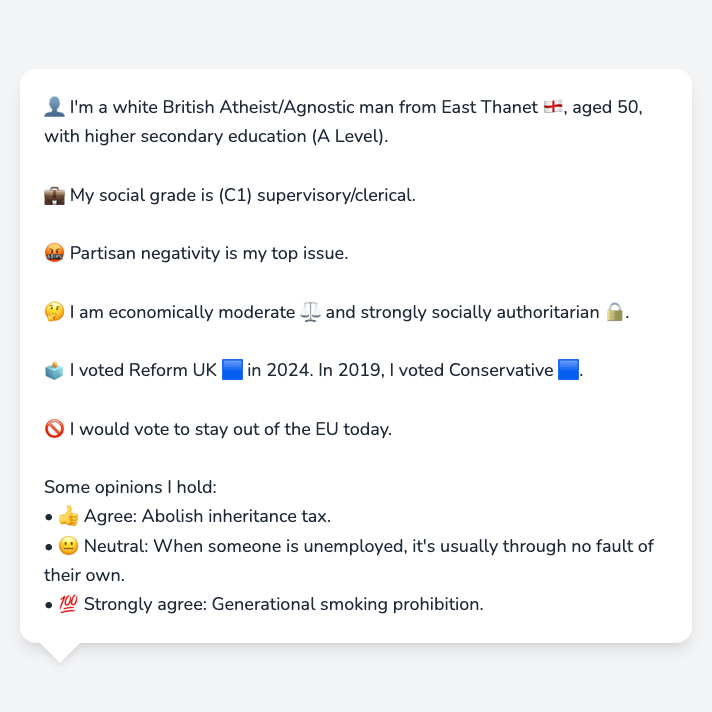 👤 I'm a white British Atheist/Agnostic man from East Thanet 🏴󠁧󠁢󠁥󠁮󠁧󠁿, aged 50,
with higher secondary education (A Level).
💼 My social grade is (C1) supervisory/clerical.
🤬 Partisan negativity is my top issue.
🤔 I am economically moderate ⚖️ and strongly socially authoritarian 🔒.
🗳️ I voted Reform UK 🟦 in 2024. In 2019, I voted Conservative 🟦.
🚫 I would vote to stay out of the EU today.
Some opinions I hold:
• 👍 Agree: Abolish inheritance tax.
• 😐 Neutral: When someone is unemployed, it's usually through no fault of
their own.
• 💯 Strongly agree: Generational smoking prohibition.